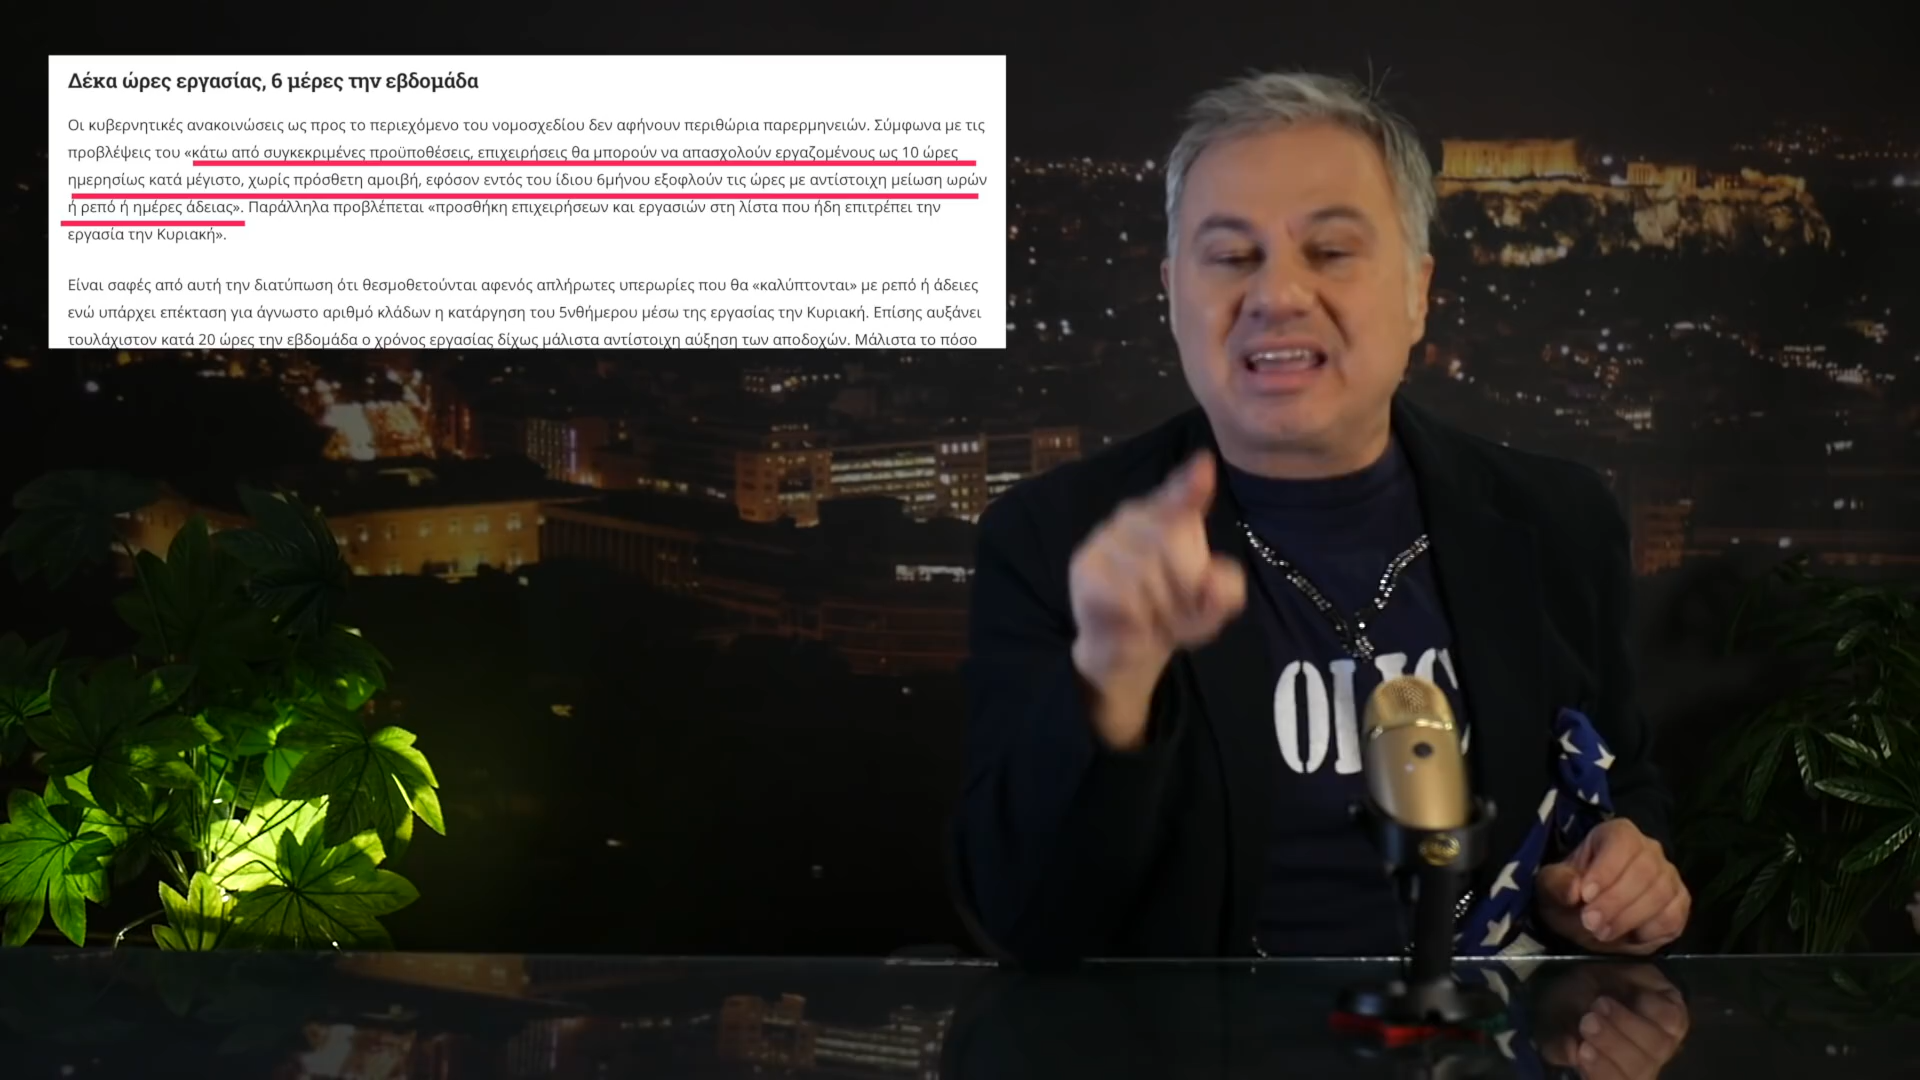 Δέκα ώρες εργασίας, 6 μέρες την εβδομάδα
Οι κυβερνητικές ανακοινώσεις ως προς το περιεχόμενο του νομοσχεδίου δεν αφήνουν περιθώρια παρερμηνειών. Σύμφωνα με τις
προβλέψεις του «κάτω από συγκεκριμένες προϋποθέσεις, επιχειρήσεις θα μπορούν να απασχολούν εργαζομένους ως 10 ώρες
ημερησίως κατά μέγιστο, χωρίς πρόσθετη αμοιβή, εφόσον εντός του ίδιου 6μήνου εξοφλούν τις ώρες με αντίστοιχη μείωση ωρών
ή ρεπό ή ημέρες άδειας». Παράλληλα προβλέπεται «προσθήκη επιχειρήσεων και εργασιών στη λίστα που ήδη επιτρέπει την
εργασία την Κυριακή».
Είναι σαφές από αυτή την διατύπωση ότι θεσμοθετούνται αφενός απλήρωτες υπερωρίες που θα «καλύπτονται» με ρεπό ή άδειες
ενώ υπάρχει επέκταση για άγνωστο αριθμό κλάδων η κατάργηση του 5νθήμερου μέσω της εργασίας την Κυριακή. Επίσης αυξάνει
τουλάχιστον κατά 20 ώρες την εβδομάδα ο χρόνος εργασίας δίχως μάλιστα αντίστοιχη αύξηση των αποδοχών. Μάλιστα το πόσο